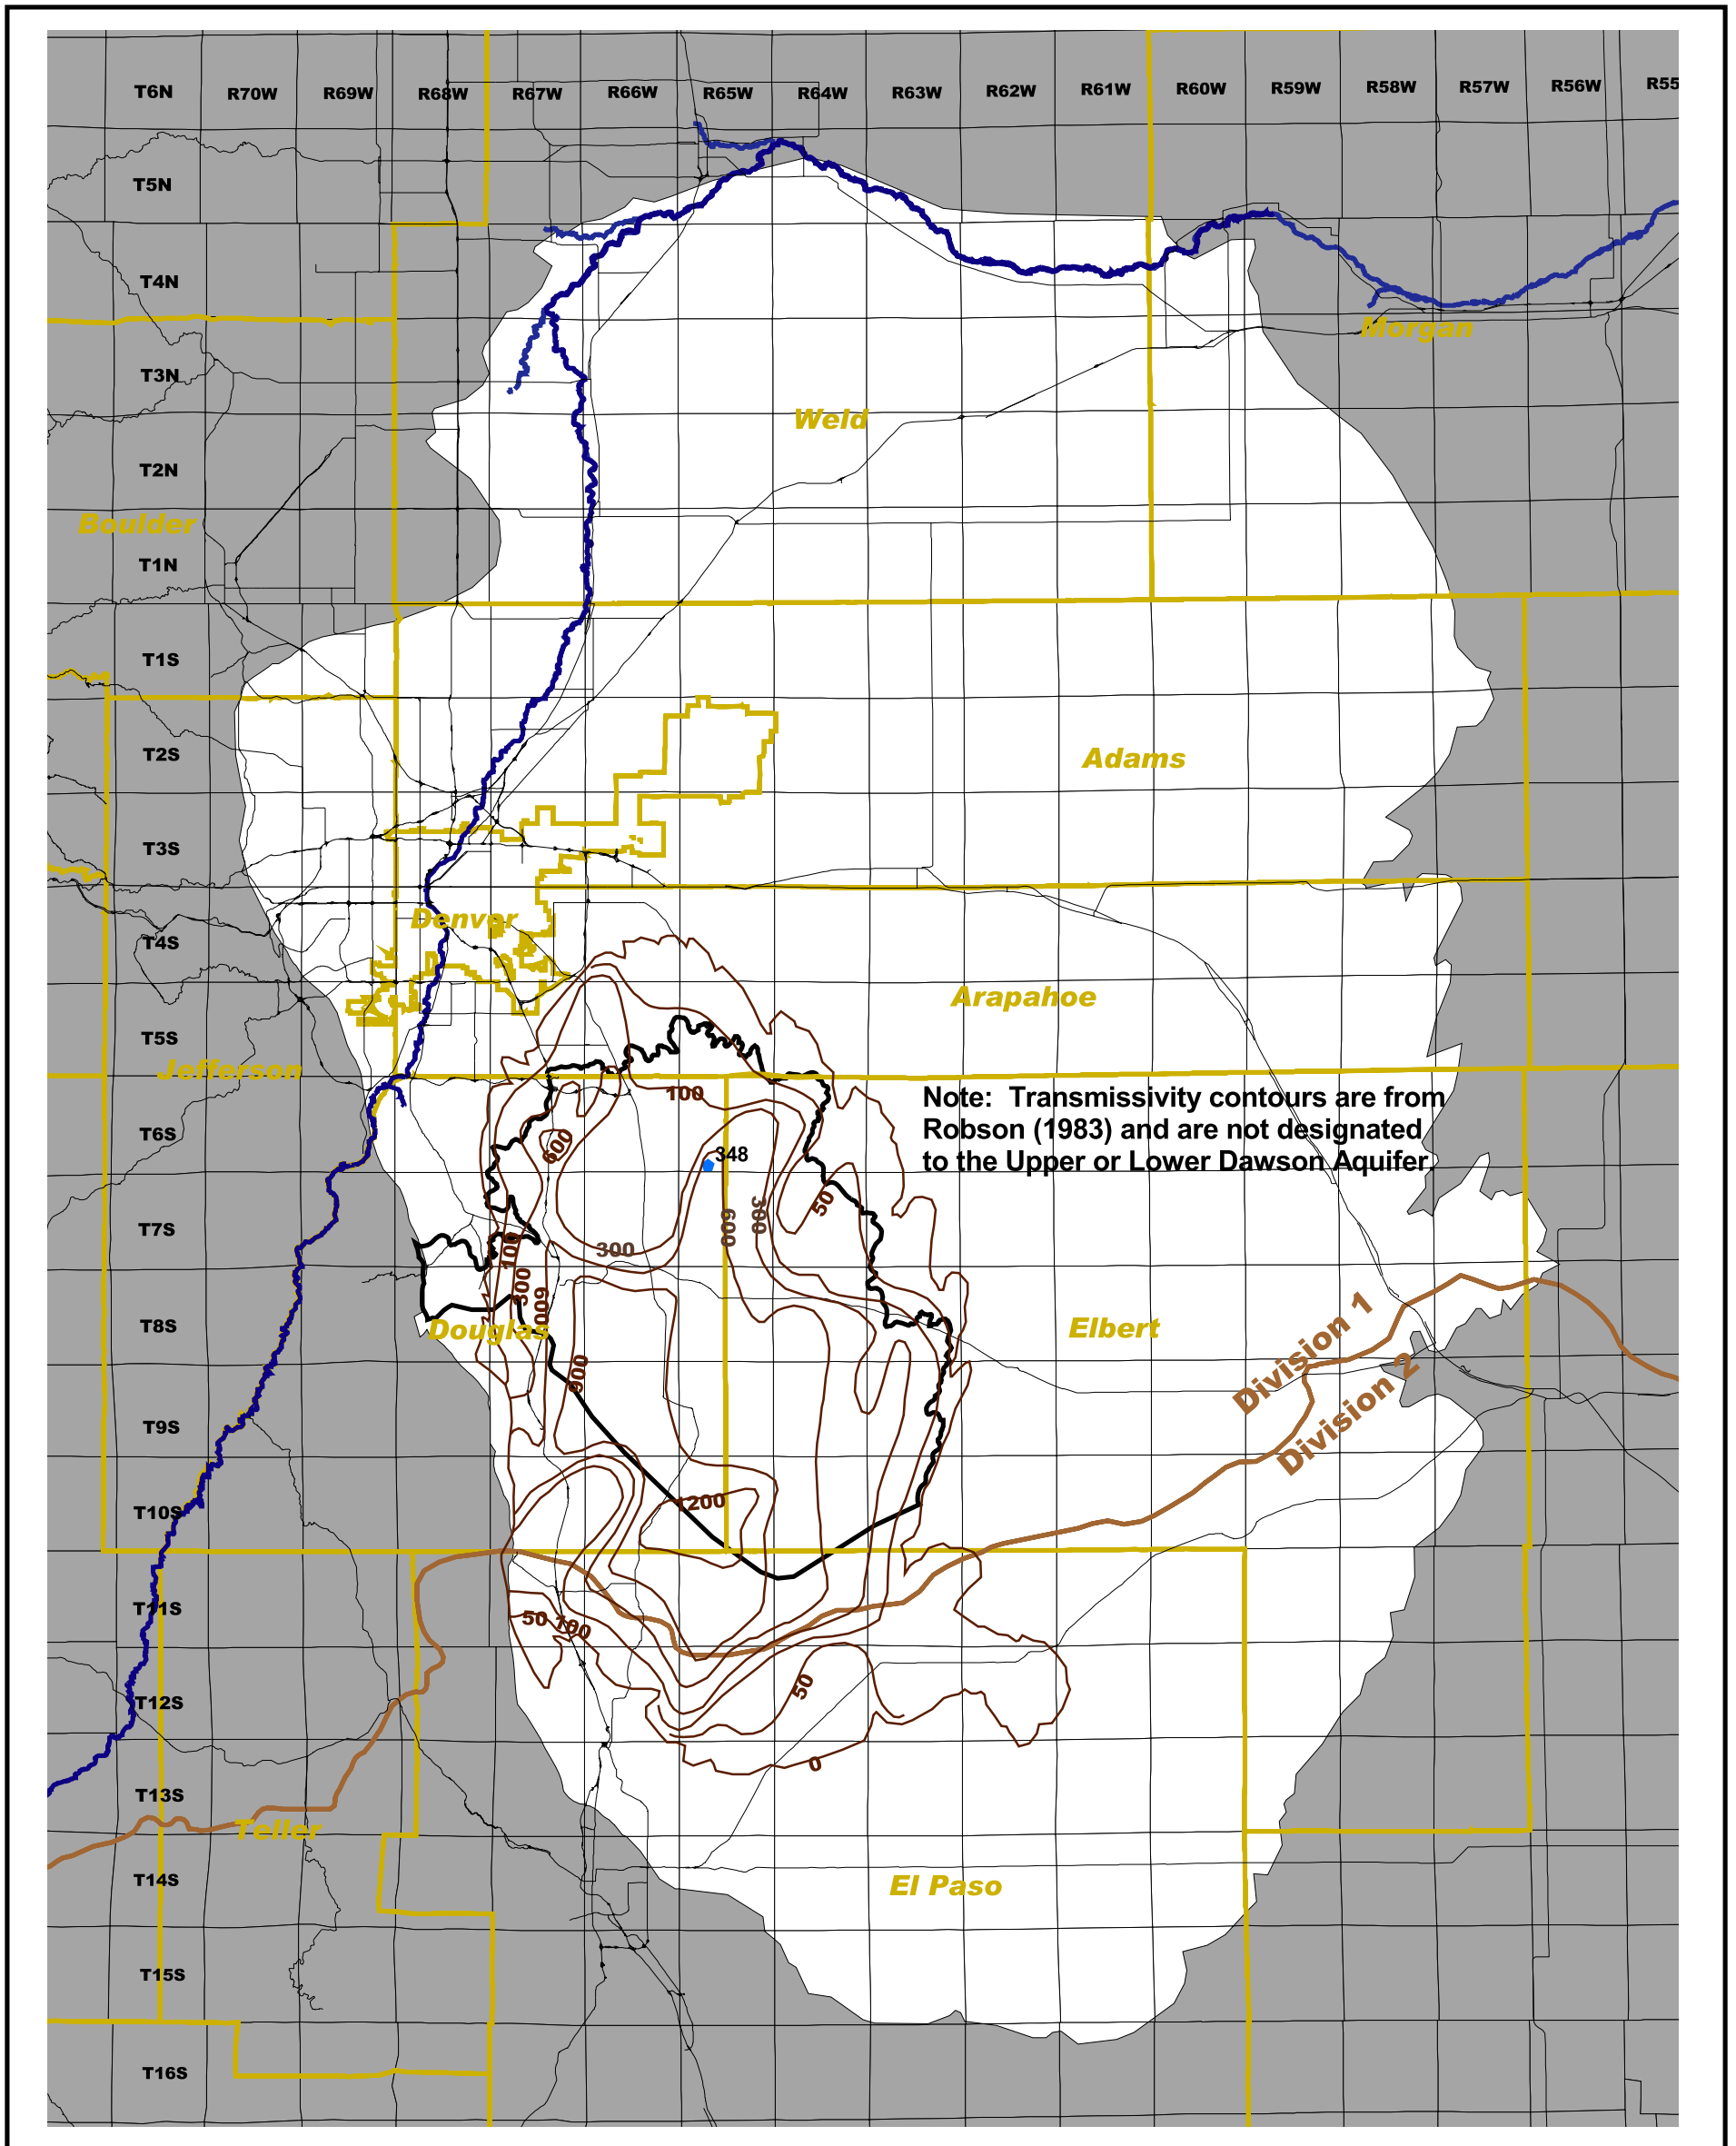 T6N R70W R69W R68W R67W R66W R65W R64W R63W R62W R61W R60W R59W R58W R57W R56W R55
T5N
T4N
Morgan
T3N
Weld
T2N
Boulder
T1N
T1S
T2S
Adams
T3S
Denver
T4S
Arapahoe
T5S
Jefferson
100
Note: Transmissivity contours are from
Robson (1983) and are not designated
to the Upper or Lower Dawson Aquifer.
T6S
600
348
50
300
600
T7S
100
300
300
600
Division 1
T8S
Douglas
Elbert
900
Division 2
T9S
1200
T10S
T11S
50 100
50
T12S
0
T13S
Teller
T14S
El Paso
T15S
T16S